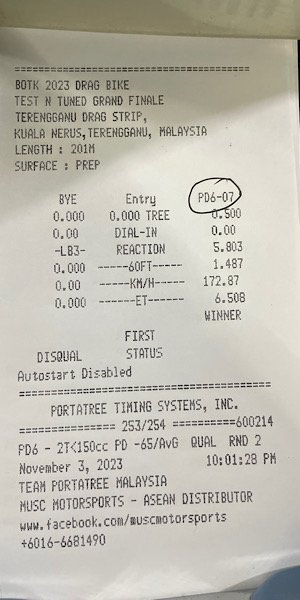 ========================================
BOTK 2023 DRAG BIKE
TEST N TUNED GRAND FINALE
TERENGGANU DRAG STRIP,
KUALA NERUS,TERENGGANU, MALAYSIA
LENGTH : 201M
SURFACE : PREP
BYE Entry PD6-07
0.000 0.000 TREE 0.500
0.00 DIAL-IN 0.00
-LB3- REACTION 5.803
0.000 ------60FT----- 1.487
0.00 ------KM/H----- 172.87
0.000 -------ET------ 6.508
WINNER
FIRST
DISQUAL STATUS
Autostart Disabled
========================================
PORTATREE TIMING SYSTEMS, INC.
=============== 253/254 ==========600214
PD6 - 2T<150cc PD -65/AvG QUAL RND 2
November 3, 2023 10:01:28 PM
TEAM PORTATREE MALAYSIA
MUSC MOTORSPORTS - ASEAN DISTRIBUTOR
www.facebook.com/muscmotorsports
+6016-6681490